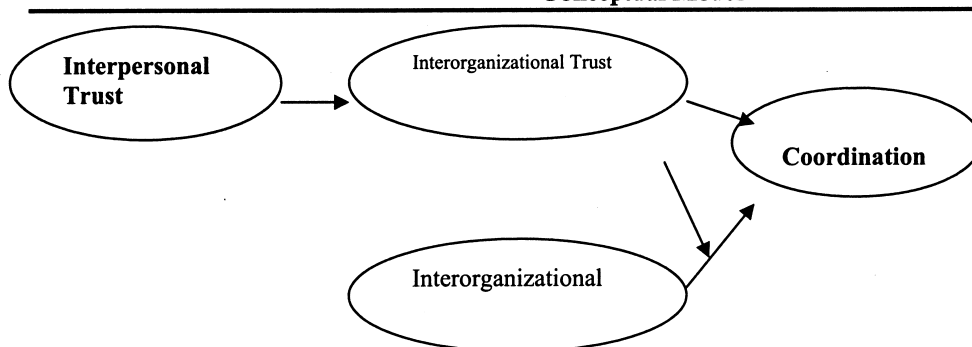 Interpersonal
Trust
Interorganizational Trust
Coordination
Interorganizational